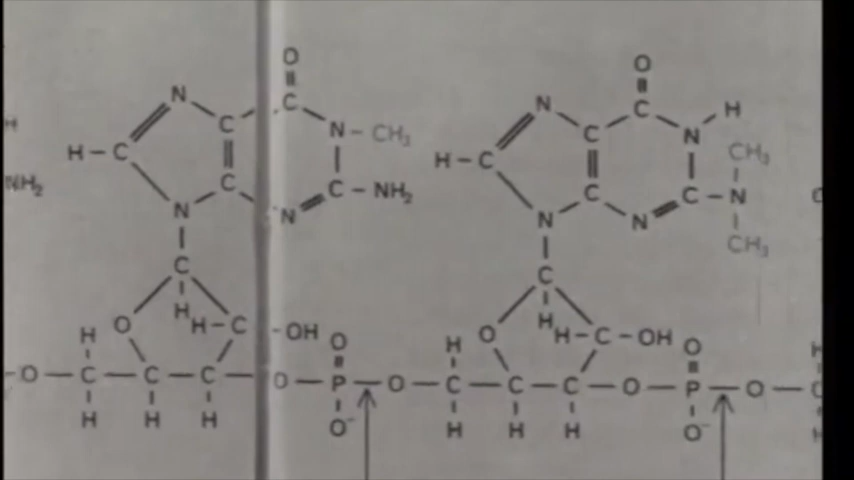 O O
N C C N H
H N N CH₃ CH₃
H C C H C C
NH₂ C C NH₂ C C N
N N N N
CH₃
C C
H H
O H C OH O H C OH
H O H O
O C C C O P O C C C O P O
H H H O⁻ H H H O⁻